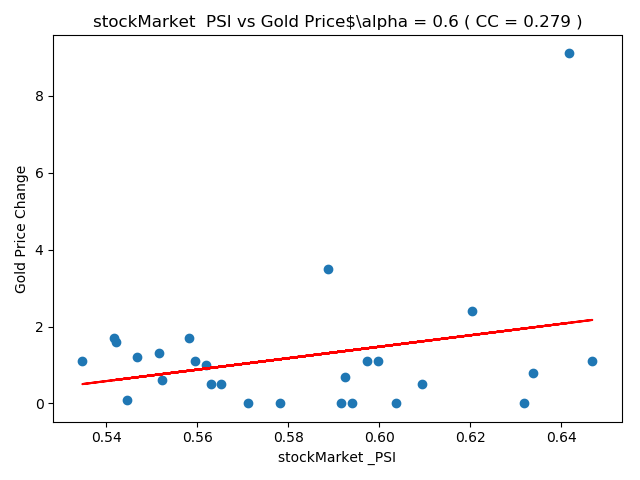 stockMarket  PSI vs Gold Price$\alpha = 0.6 ( CC = 0.279 )
Gold Price Change
8
6
4
2
0
0.54 0.56 0.58 0.60 0.62 0.64
stockMarket _PSI